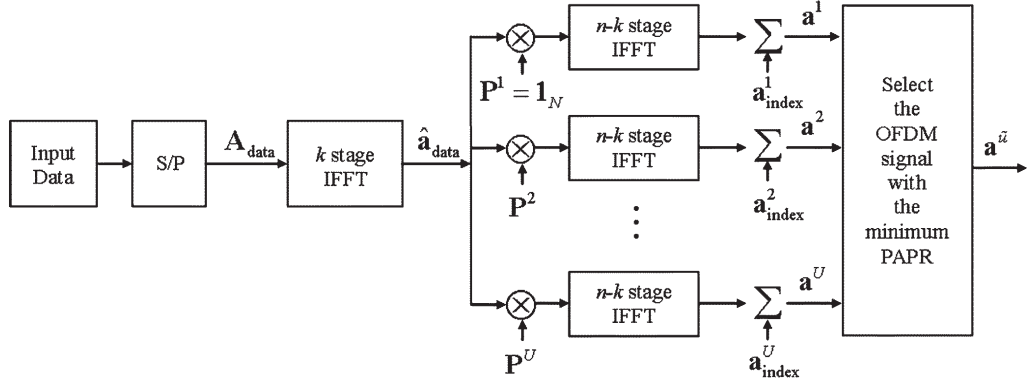 Input
Data
S/P
A_data
k stage
IFFT
â_data
P^1 = 1_N
n-k stage
IFFT
∑
a^1_index
a^1
P^2
n-k stage
IFFT
∑
a^2_index
a^2
P^U
n-k stage
IFFT
∑
a^U_index
a^U
Select
the
OFDM
signal
with
the
minimum
PAPR
a^ũ